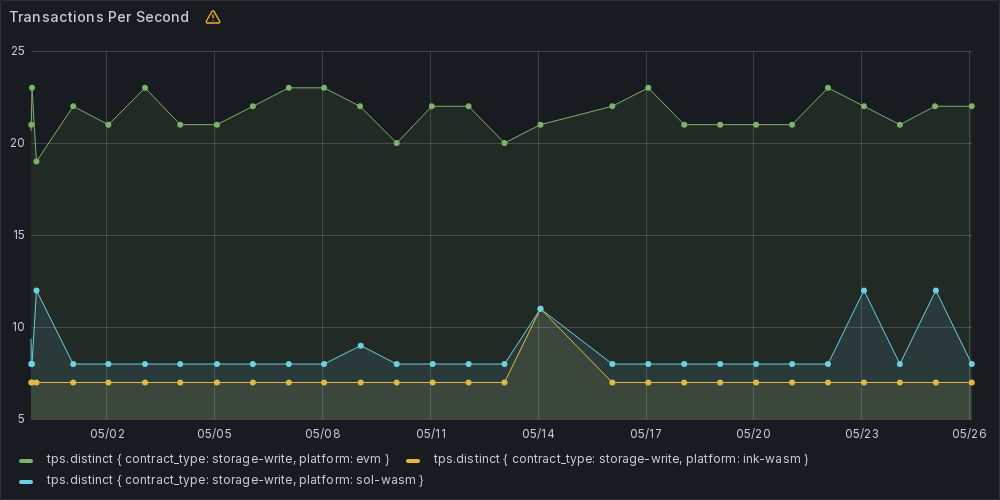 Transactions Per Second
25
20
15
10
5
05/02 05/05 05/08 05/11 05/14 05/17 05/20 05/23 05/26
tps.distinct { contract_type: storage-write, platform: evm } tps.distinct { contract_type: storage-write, platform: ink-wasm }
tps.distinct { contract_type: storage-write, platform: sol-wasm }